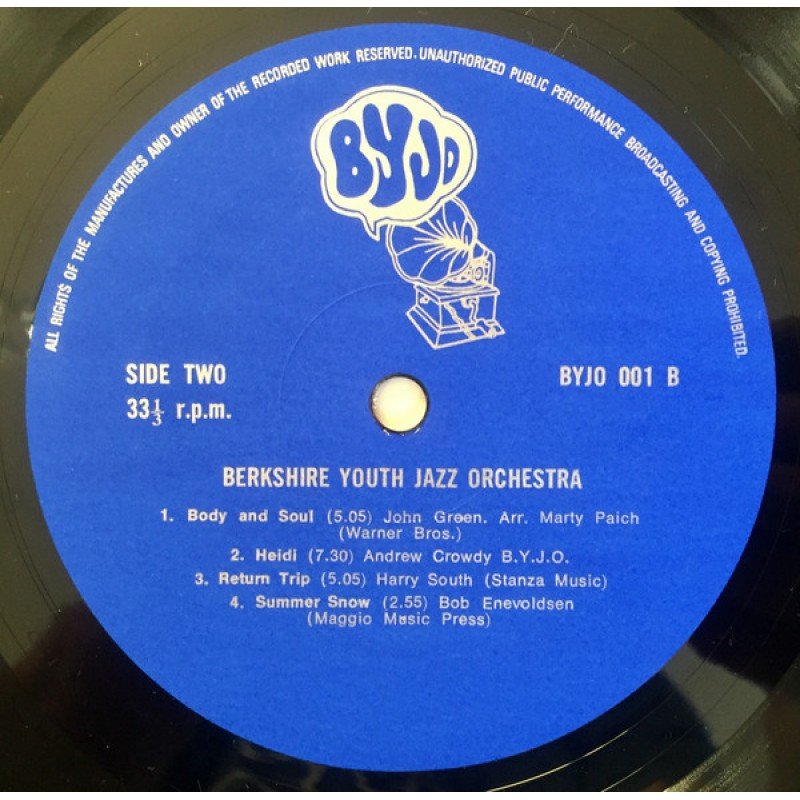 ALL RIGHTS OF THE MANUFACTURES AND OWNER OF THE RECORDED WORK RESERVED. UNAUTHORIZED PUBLIC PERFORMANCE BROADCASTING AND COPYING PROHIBITED.
BYJO
SIDE TWO
33⅓ r.p.m.
BYJO 001 B
BERKSHIRE YOUTH JAZZ ORCHESTRA
1. Body and Soul (5.05) John Green. Arr. Marty Paich
(Warner Bros.)
2. Heidi (7.30) Andrew Crowdy B.Y.J.O.
3. Return Trip (5.05) Harry South (Stanza Music)
4. Summer Snow (2.55) Bob Enevoldsen
(Maggio Music Press)